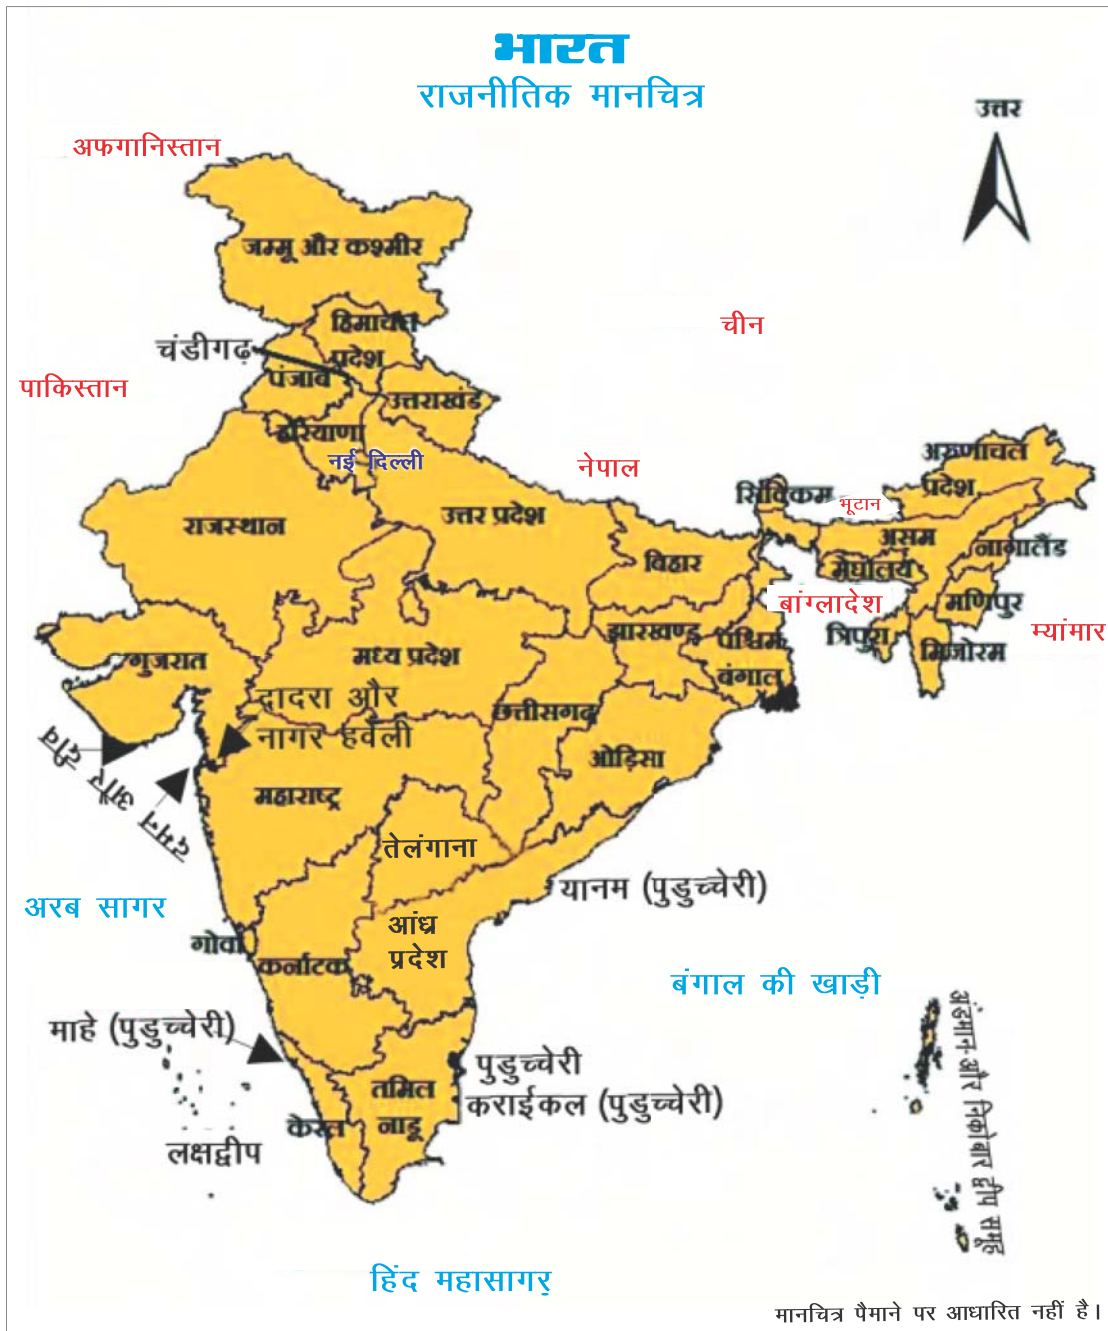 भारत
राजनीतिक मानचित्र
उत्तर
अफगानिस्तान
जम्मू और कश्मीर
चीन
हिमाचल
प्रदेश
चंडीगढ़
पंजाब
पाकिस्तान
उत्तराखंड
हरियाणा
नई दिल्ली
नेपाल
अरुणाचल
प्रदेश
सिक्किम
भूटान
राजस्थान
उत्तर प्रदेश
असम
नागालैंड
बिहार
मेघालय
बांग्लादेश
मणिपुर
झारखण्ड
पश्चिम
बंगाल
त्रिपुरा
मिजोरम
म्यांमार
गुजरात
मध्य प्रदेश
दादरा और
नागर हवेली
छत्तीसगढ़
ओड़िसा
दमन और दीव
महाराष्ट्र
तेलंगाना
यानम (पुडुच्चेरी)
अरब सागर
आंध्र
प्रदेश
गोवा
कर्नाटक
बंगाल की खाड़ी
माहे (पुडुच्चेरी)
अंडमान और निकोबार द्वीप समूह
पुडुच्चेरी
तमिल
नाडू
कराईकल (पुडुच्चेरी)
केरल
लक्षद्वीप
हिंद महासागर्
मानचित्र पैमाने पर आधारित नहीं है।